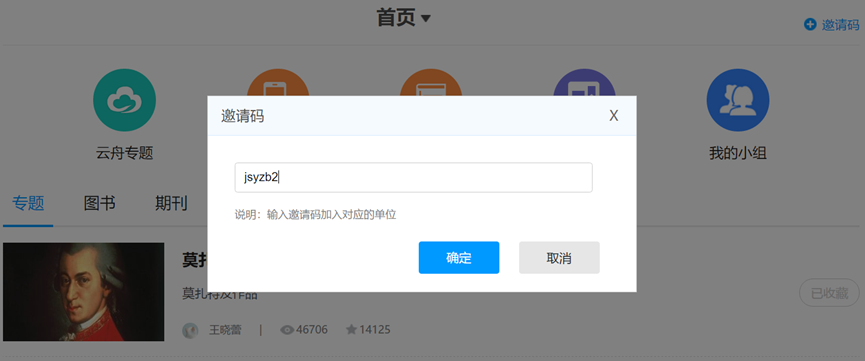 首页
邀请码
云舟专题
我的小组
邀请码
X
jsyzb2
说明：输入邀请码加入对应的单位
确定
取消
专题
图书
期刊
莫扎
莫扎特及作品
已收藏
王晓蕾 | 46706 14125